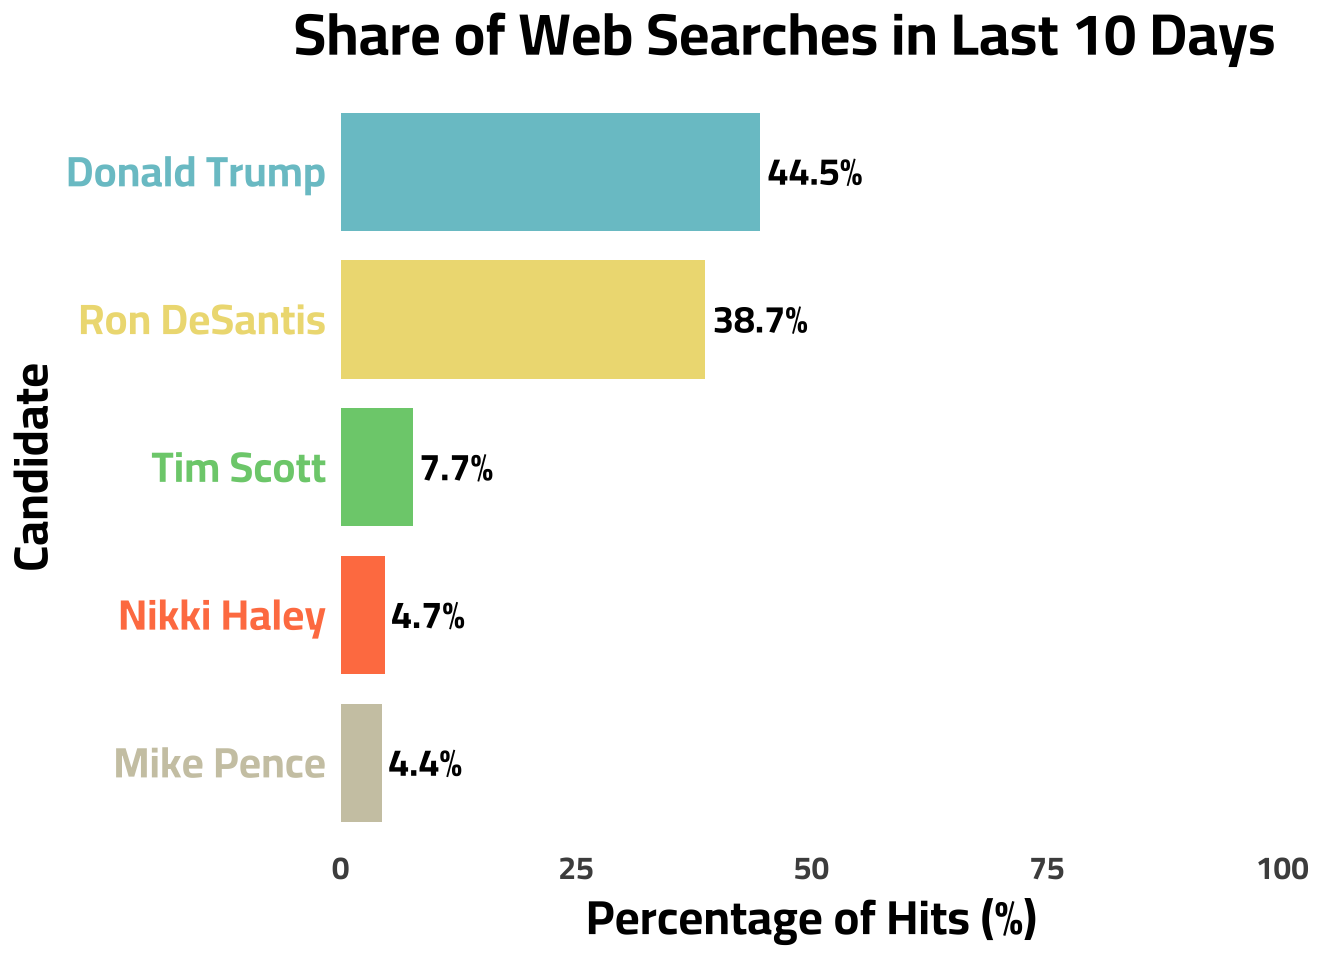 Share of Web Searches in Last 10 Days
Donald Trump
44.5%
Ron DeSantis
38.7%
Tim Scott
7.7%
Nikki Haley
4.7%
Mike Pence
4.4%
Candidate
0 25 50 75 100
Percentage of Hits (%)